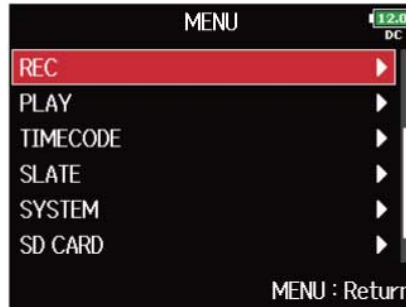 MENU
12.0
DC
REC
PLAY
TIMECODE
SLATE
SYSTEM
SD CARD
MENU : Return